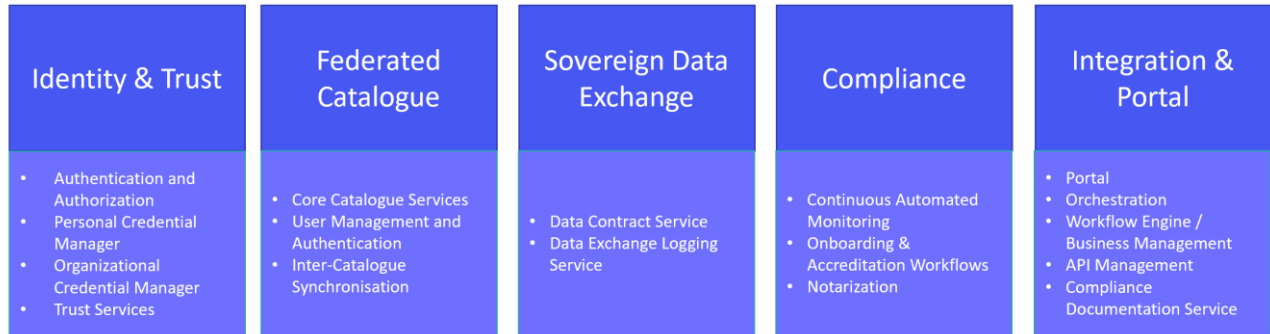 Identity & Trust
• Authentication and
Authorization
• Personal Credential
Manager
• Organizational
Credential Manager
• Trust Services
Federated
Catalogue
• Core Catalogue Services
• User Management and
Authentication
• Inter-Catalogue
Synchronisation
Sovereign Data
Exchange
• Data Contract Service
• Data Exchange Logging
Service
Compliance
• Continuous Automated
Monitoring
• Onboarding &
Accreditation Workflows
• Notarization
Integration &
Portal
• Portal
• Orchestration
• Workflow Engine /
Business Management
• API Management
• Compliance
Documentation Service